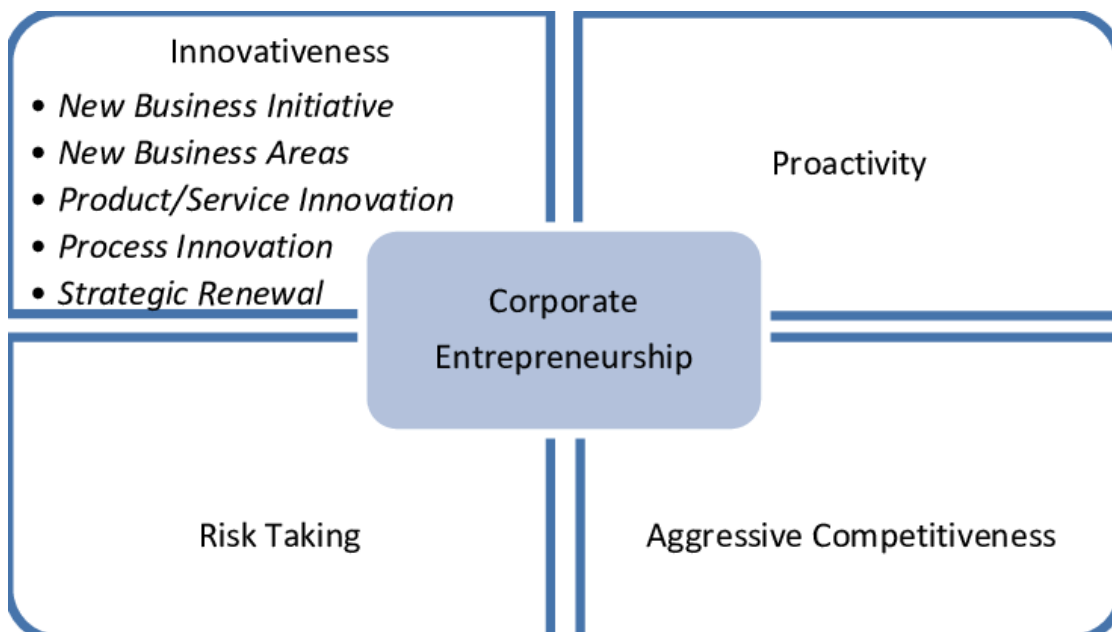 Innovativeness
• New Business Initiative
• New Business Areas
• Product/Service Innovation
• Process Innovation
• Strategic Renewal
Proactivity
Corporate
Entrepreneurship
Risk Taking
Aggressive Competitiveness